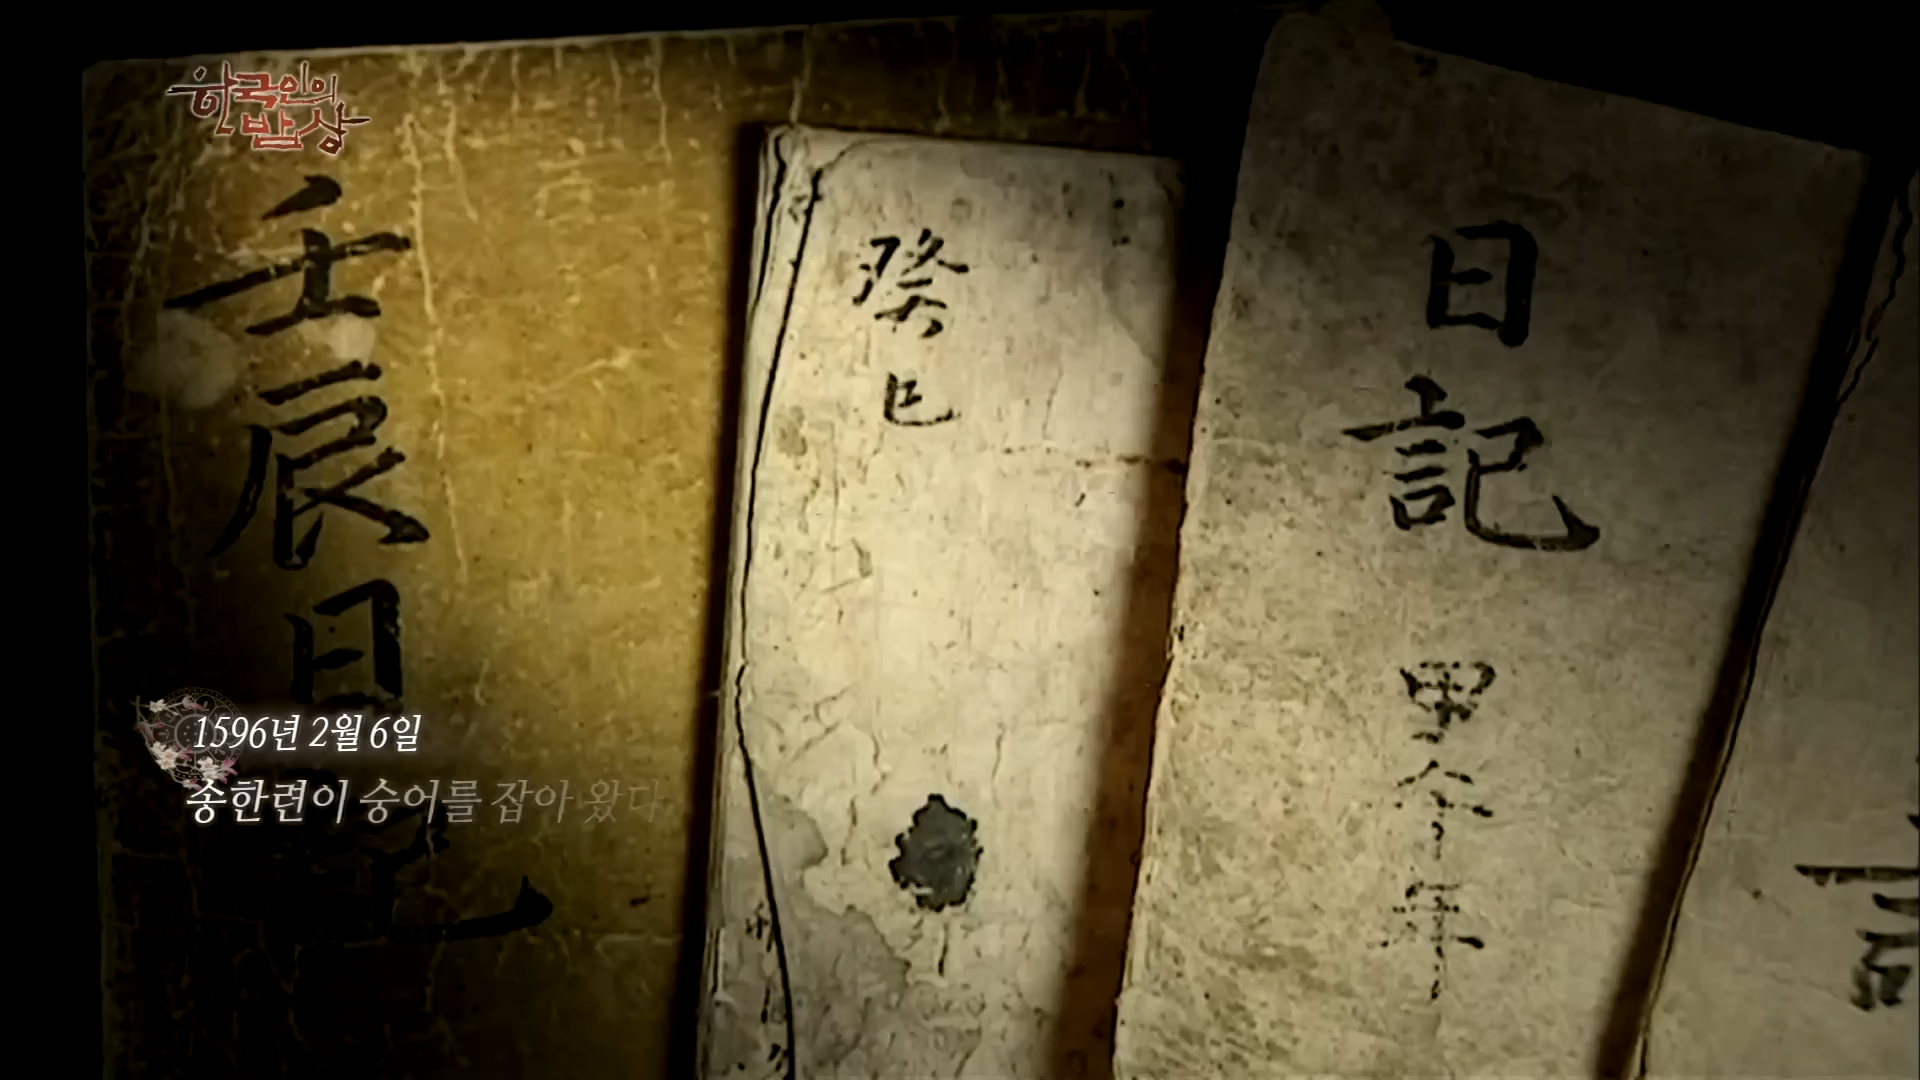 한국인의
밥상
壬辰日記
癸巳
日記
甲午年
1596년 2월 6일
송한련이 숭어를 잡아 왔다